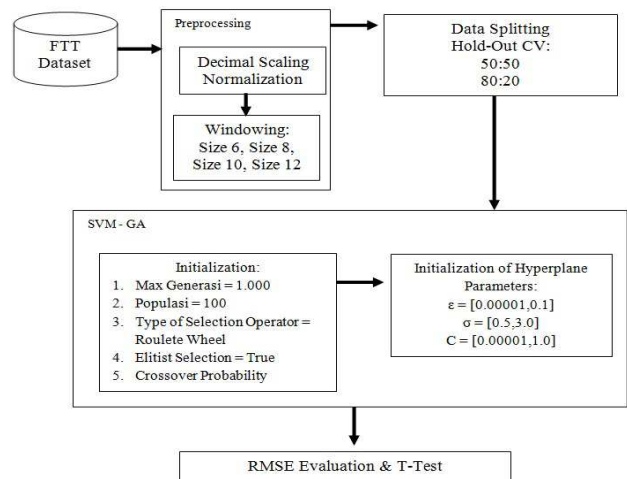 FTT
Dataset
Preprocessing
Decimal Scaling
Normalization
Windowing:
Size 6, Size 8,
Size 10, Size 12
Data Splitting
Hold-Out CV:
50:50
80:20
SVM - GA
Initialization:
1. Max Generasi = 1.000
2. Populasi = 100
3. Type of Selection Operator =
Roulete Wheel
4. Elitist Selection = True
5. Crossover Probability
Initialization of Hyperplane
Parameters:
ε = [0.00001,0.1]
σ = [0.5,3.0]
C = [0.00001,1.0]
RMSE Evaluation & T-Test